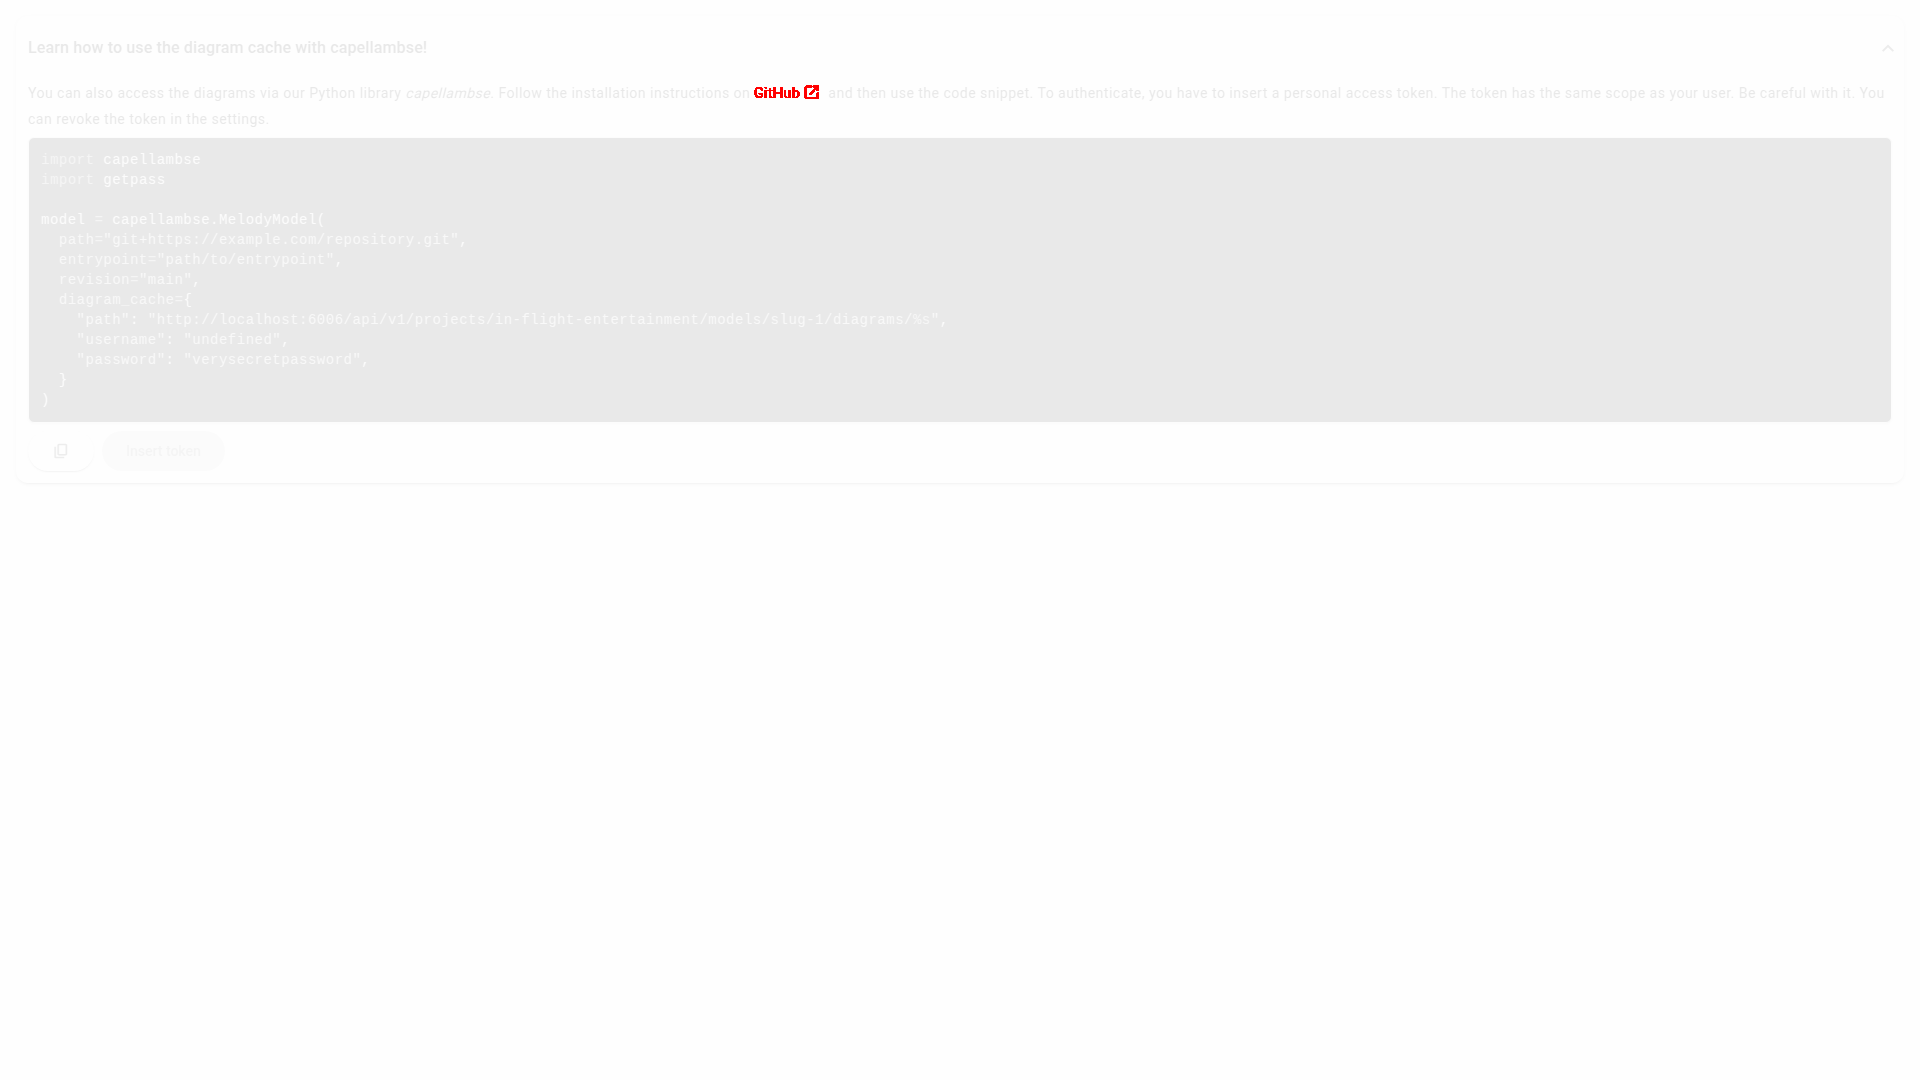 Learn how to use the diagram cache with capellambse!
You can also access the diagrams via our Python library capellambse. Follow the installation instructions on GitHub and then use the code snippet. To authenticate, you have to insert a personal access token. The token has the same scope as your user. Be careful with it. You
can revoke the token in the settings.
import capellambse
import getpass
model = capellambse.MelodyModel(
  path="git+https://example.com/repository.git",
  entrypoint="path/to/entrypoint",
  revision="main",
  diagram_cache={
    "path": "http://localhost:6006/api/v1/projects/in-flight-entertainment/models/slug-1/diagrams/%s",
    "username": "undefined",
    "password": "verysecretpassword",
  }
)
Insert token